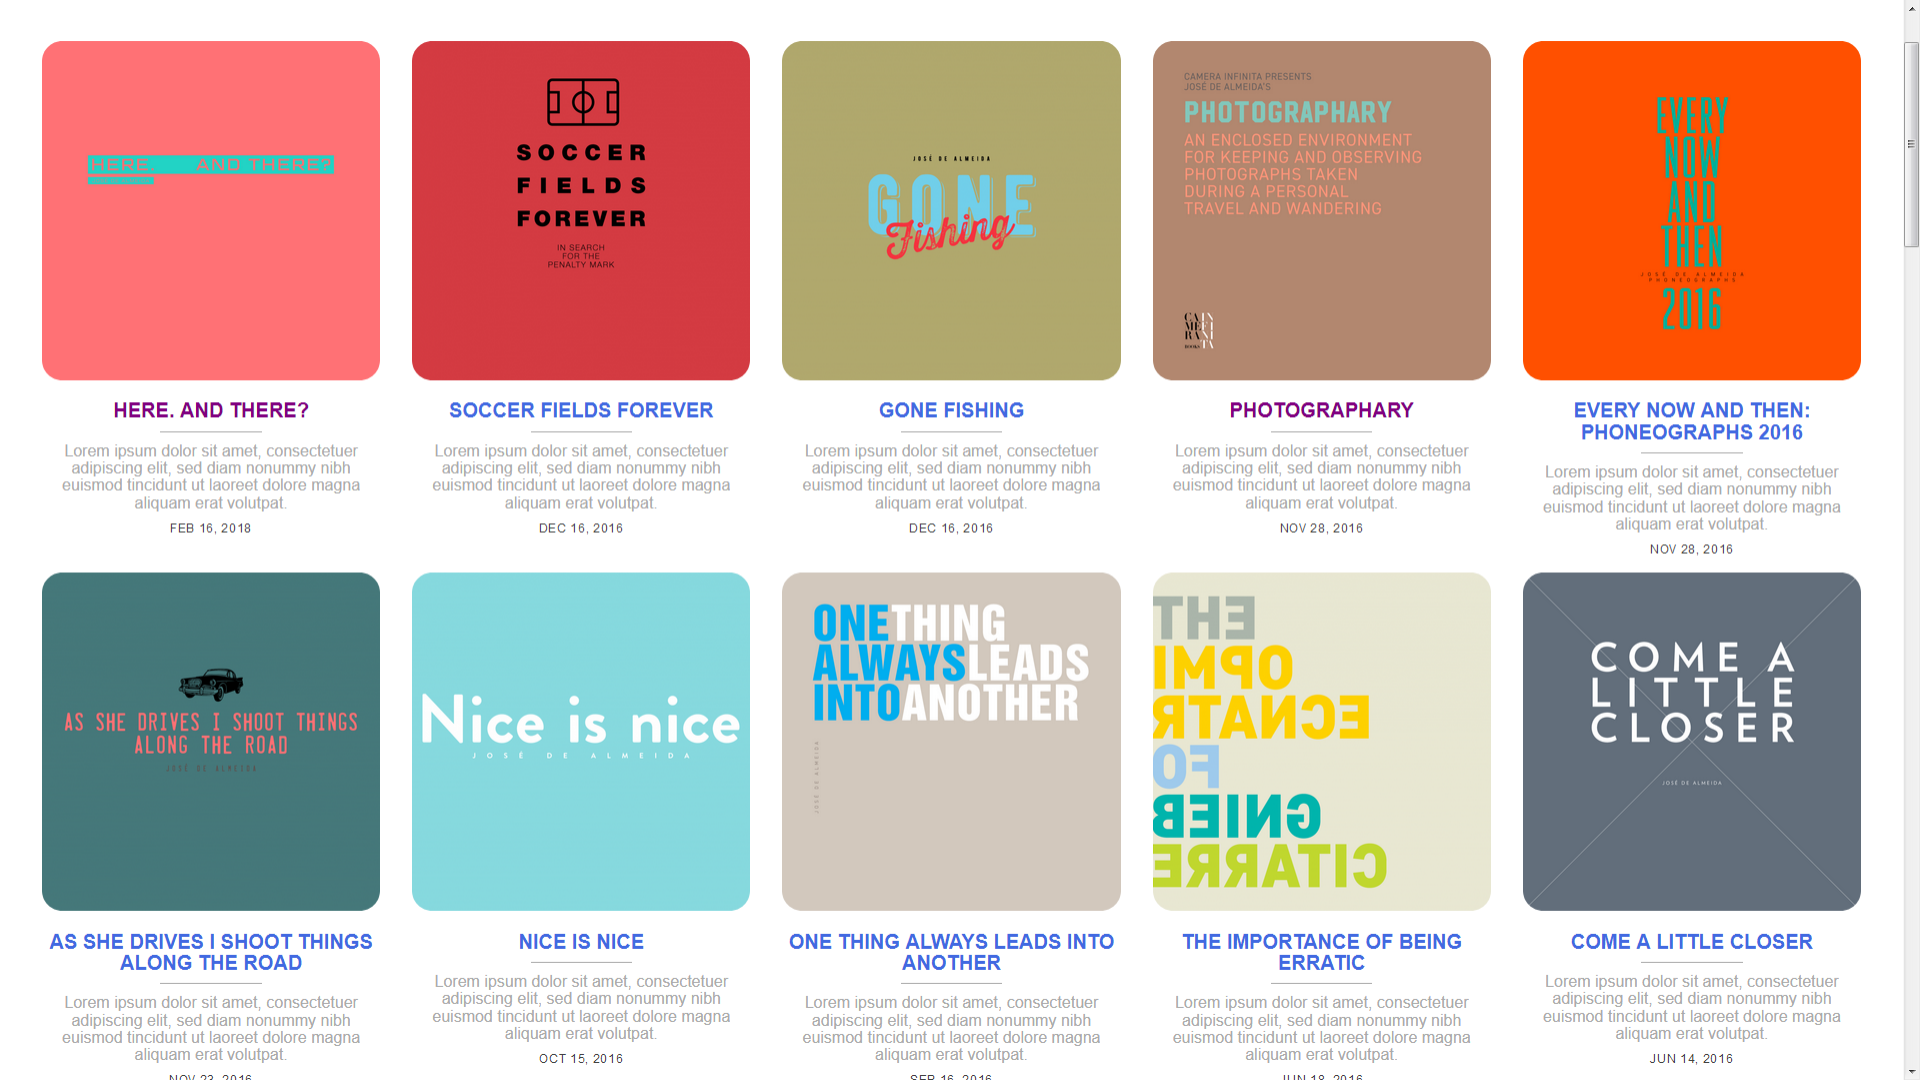 HERE. AND THERE?
SOCCER
FIELDS
FOREVER
IN SEARCH
FOR THE
PENALTY MARK
JOSÉ DE ALMEIDA
GONE
Fishing
CAMERA INFINITA PRESENTS
JOSÉ DE ALMEIDA'S
PHOTOGRAPHARY
AN ENCLOSED ENVIRONMENT
FOR KEEPING AND OBSERVING
PHOTOGRAPHS TAKEN
DURING A PERSONAL
TRAVEL AND WANDERING
CAIN
MEFI
RANI
BOOKS TA
EVERY
NOW
AND
THEN
JOSÉ DE ALMEIDA
PHONEOGRAPHS
2016
HERE. AND THERE?
Lorem ipsum dolor sit amet, consectetuer
adipiscing elit, sed diam nonummy nibh
euismod tincidunt ut laoreet dolore magna
aliquam erat volutpat.
FEB 16, 2018
SOCCER FIELDS FOREVER
Lorem ipsum dolor sit amet, consectetuer
adipiscing elit, sed diam nonummy nibh
euismod tincidunt ut laoreet dolore magna
aliquam erat volutpat.
DEC 16, 2016
GONE FISHING
Lorem ipsum dolor sit amet, consectetuer
adipiscing elit, sed diam nonummy nibh
euismod tincidunt ut laoreet dolore magna
aliquam erat volutpat.
DEC 16, 2016
PHOTOGRAPHARY
Lorem ipsum dolor sit amet, consectetuer
adipiscing elit, sed diam nonummy nibh
euismod tincidunt ut laoreet dolore magna
aliquam erat volutpat.
NOV 28, 2016
EVERY NOW AND THEN:
PHONEOGRAPHS 2016
Lorem ipsum dolor sit amet, consectetuer
adipiscing elit, sed diam nonummy nibh
euismod tincidunt ut laoreet dolore magna
aliquam erat volutpat.
NOV 28, 2016
AS SHE DRIVES I SHOOT THINGS
ALONG THE ROAD
JOSÉ DE ALMEIDA
Nice is nice
JOSÉ DE ALMEIDA
ONETHING
ALWAYSLEADS
INTOANOTHER
JOSÉ DE ALMEIDA
THE
IMPO
RTANCE
OF
BEING
ERRATIC
COME A
LITTLE
CLOSER
JOSÉ DE ALMEIDA
AS SHE DRIVES I SHOOT THINGS
ALONG THE ROAD
Lorem ipsum dolor sit amet, consectetuer
adipiscing elit, sed diam nonummy nibh
euismod tincidunt ut laoreet dolore magna
aliquam erat volutpat.
NOV 23, 2016
NICE IS NICE
Lorem ipsum dolor sit amet, consectetuer
adipiscing elit, sed diam nonummy nibh
euismod tincidunt ut laoreet dolore magna
aliquam erat volutpat.
OCT 15, 2016
ONE THING ALWAYS LEADS INTO
ANOTHER
Lorem ipsum dolor sit amet, consectetuer
adipiscing elit, sed diam nonummy nibh
euismod tincidunt ut laoreet dolore magna
aliquam erat volutpat.
SEP 16, 2016
THE IMPORTANCE OF BEING
ERRATIC
Lorem ipsum dolor sit amet, consectetuer
adipiscing elit, sed diam nonummy nibh
euismod tincidunt ut laoreet dolore magna
aliquam erat volutpat.
JUN 18, 2016
COME A LITTLE CLOSER
Lorem ipsum dolor sit amet, consectetuer
adipiscing elit, sed diam nonummy nibh
euismod tincidunt ut laoreet dolore magna
aliquam erat volutpat.
JUN 14, 2016